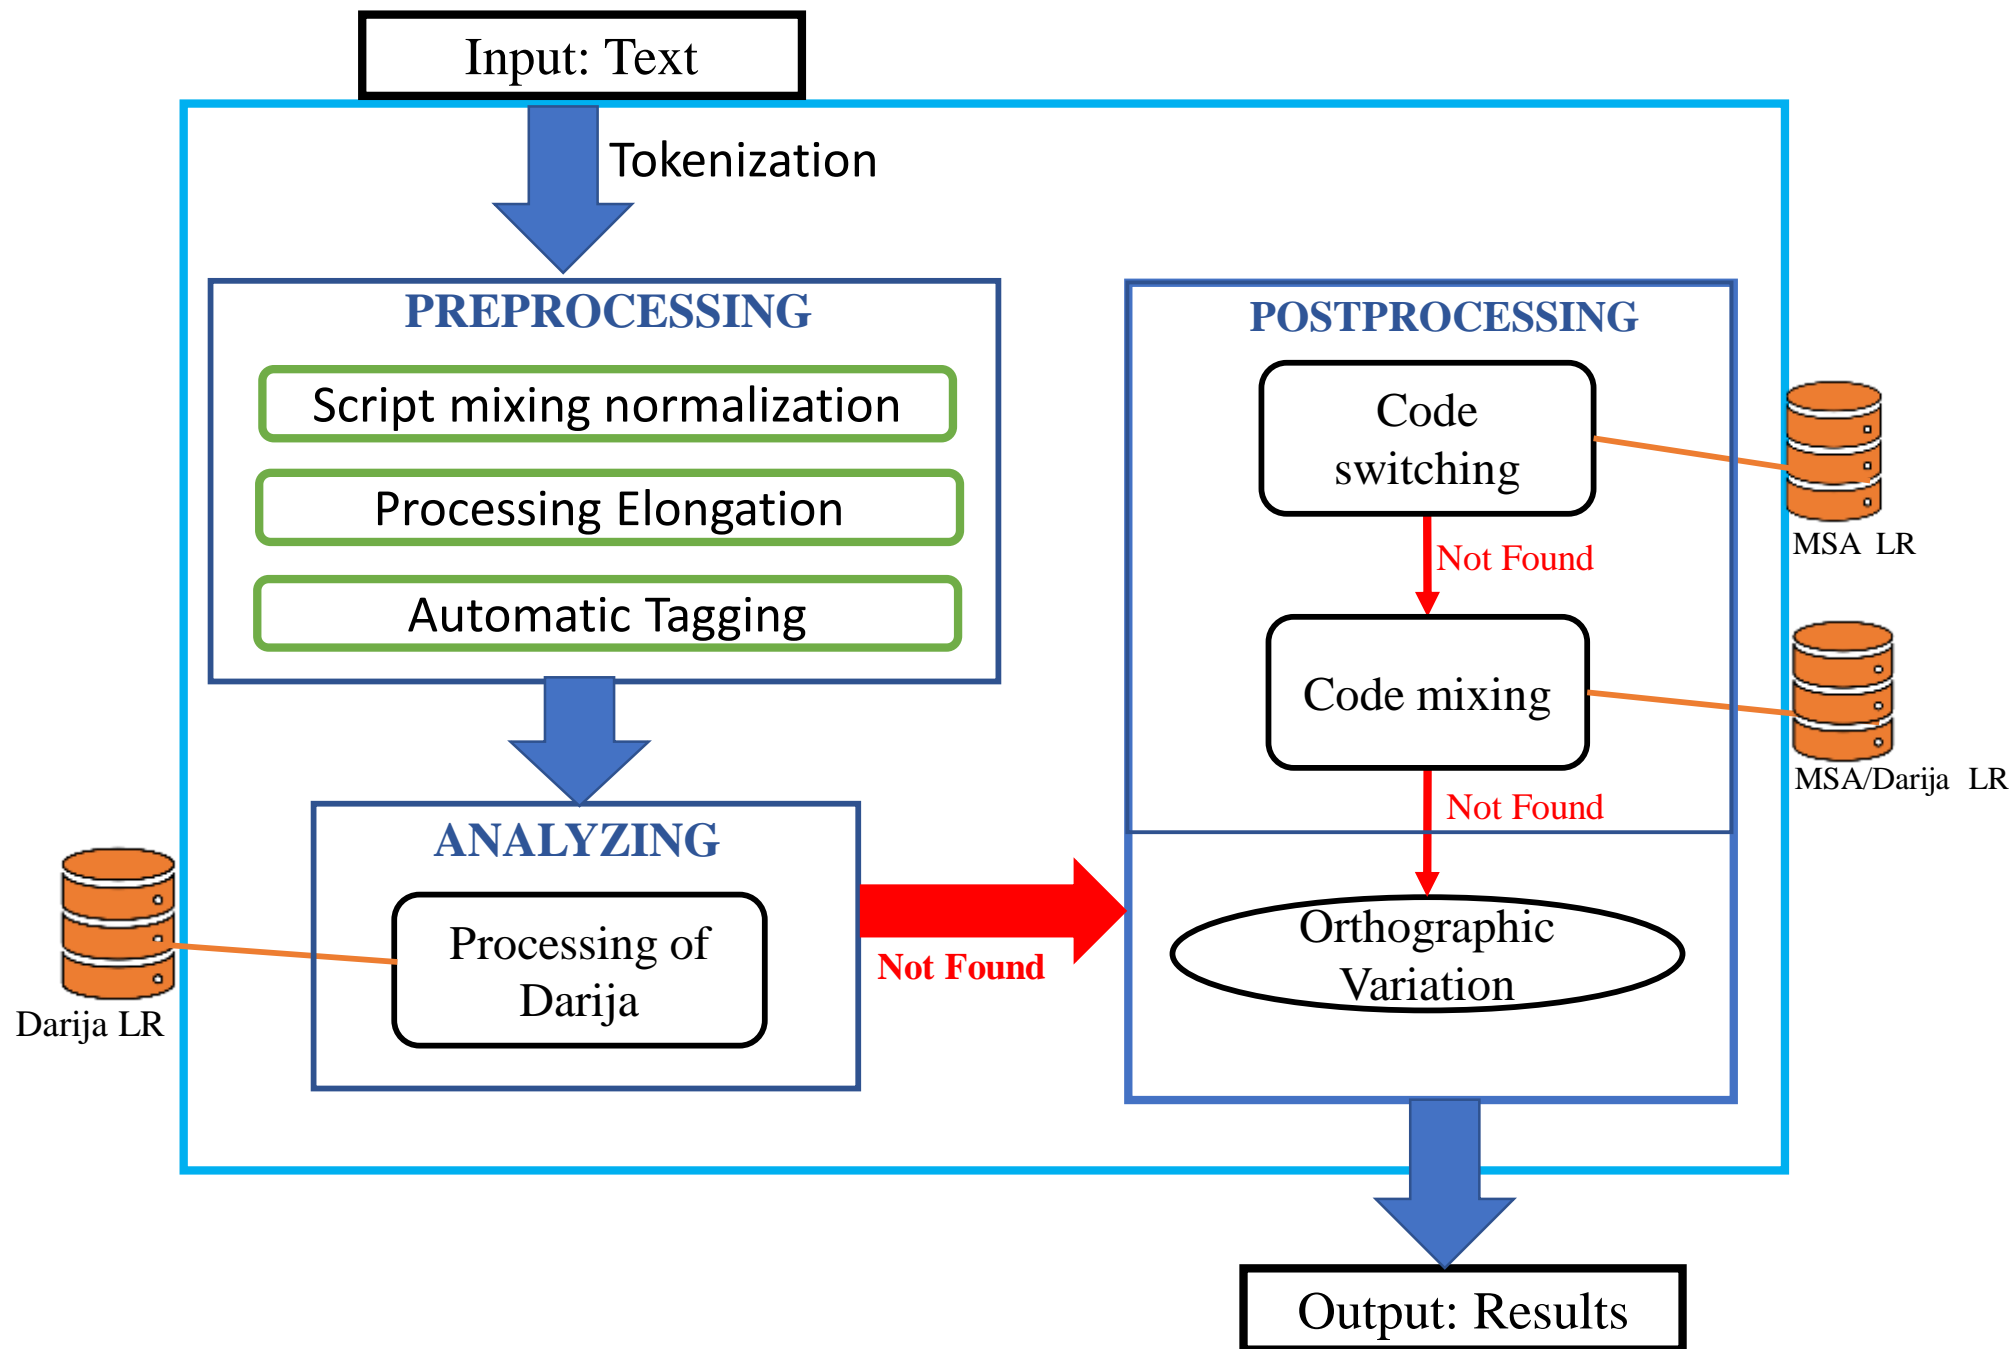 Input: Text
Tokenization
PREPROCESSING
Script mixing normalization
Processing Elongation
Automatic Tagging
ANALYZING
Processing of
Darija
Darija LR
Not Found
POSTPROCESSING
Code
switching
MSA LR
Not Found
Code mixing
MSA/Darija LR
Not Found
Orthographic
Variation
Output: Results